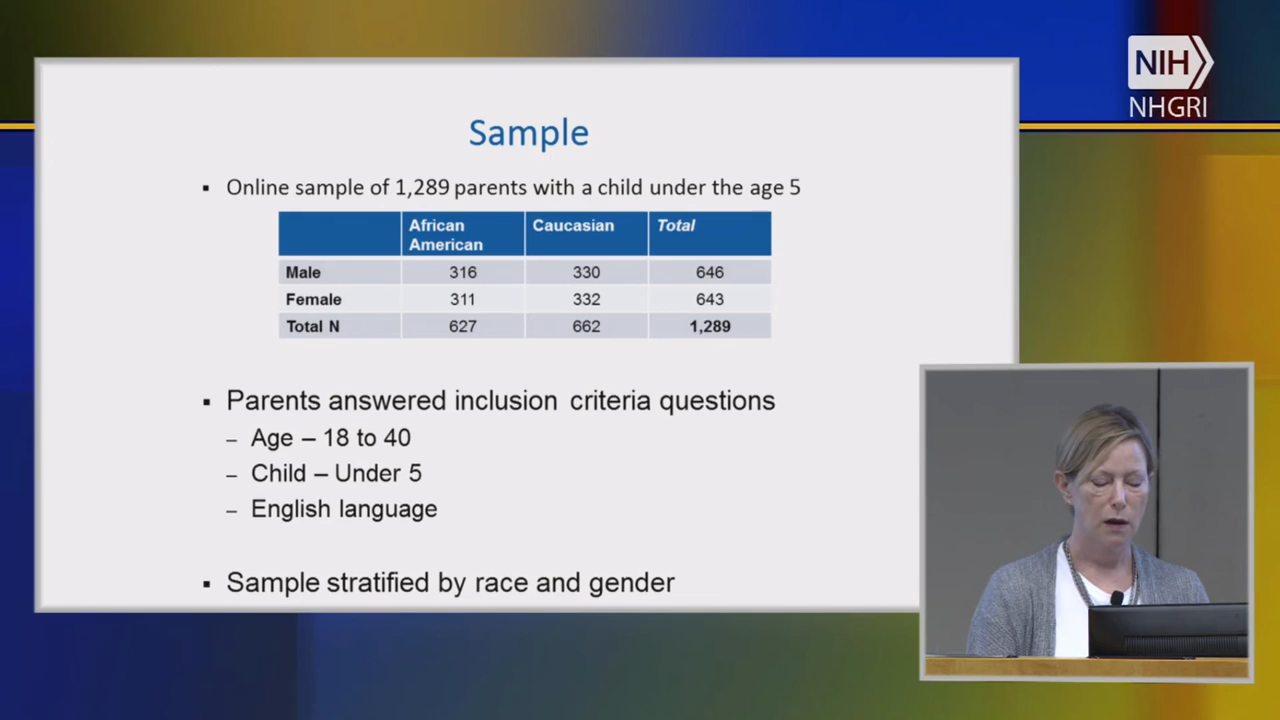 NIH
NHGRI
Sample
▪ Online sample of 1,289 parents with a child under the age 5
African American Caucasian Total
Male 316 330 646
Female 311 332 643
Total N 627 662 1,289
▪ Parents answered inclusion criteria questions
– Age – 18 to 40
– Child – Under 5
– English language
▪ Sample stratified by race and gender